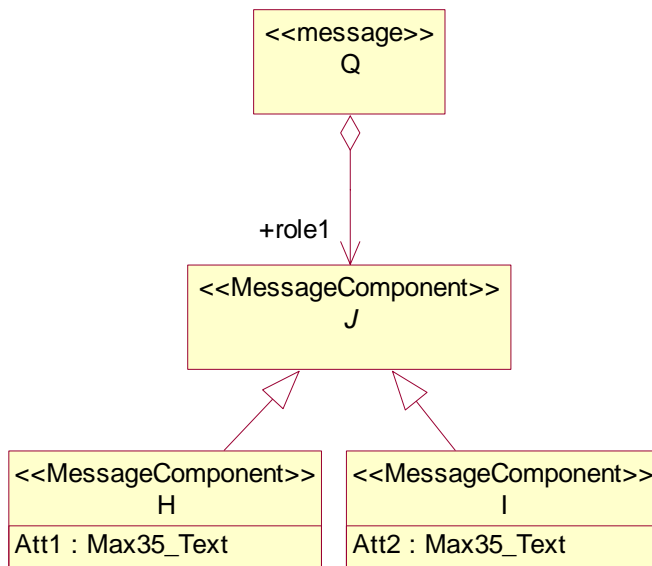 <<message>>
Q
+role1
<<MessageComponent>>
J
<<MessageComponent>>
H
Att1 : Max35_Text
<<MessageComponent>>
I
Att2 : Max35_Text